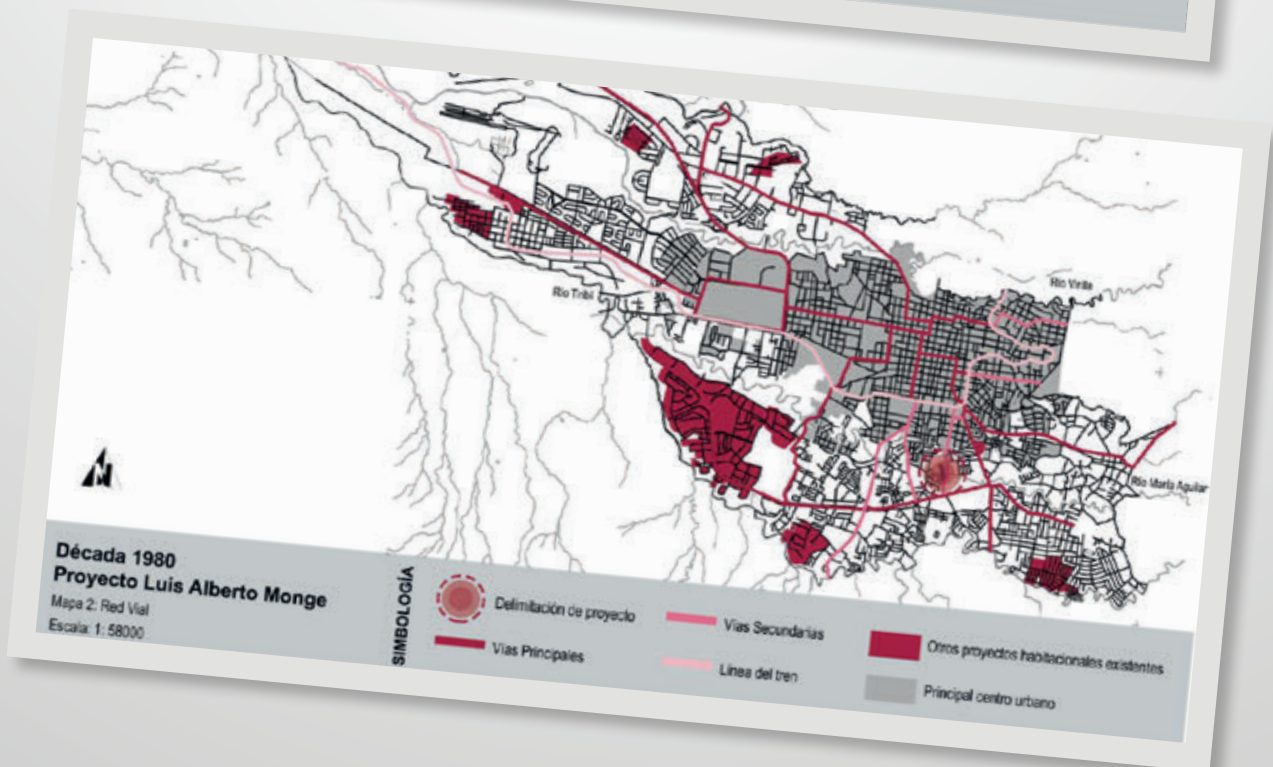 Río Virilla
Río Tiribí
Río María Aguilar
N
Década 1980
Proyecto Luis Alberto Monge
Mapa 2: Red Vial
Escala: 1: 58000
SIMBOLOGÍA
Delimitación de proyecto
Vías Principales
Vías Secundarias
Línea del tren
Otros proyectos habitacionales existentes
Principal centro urbano